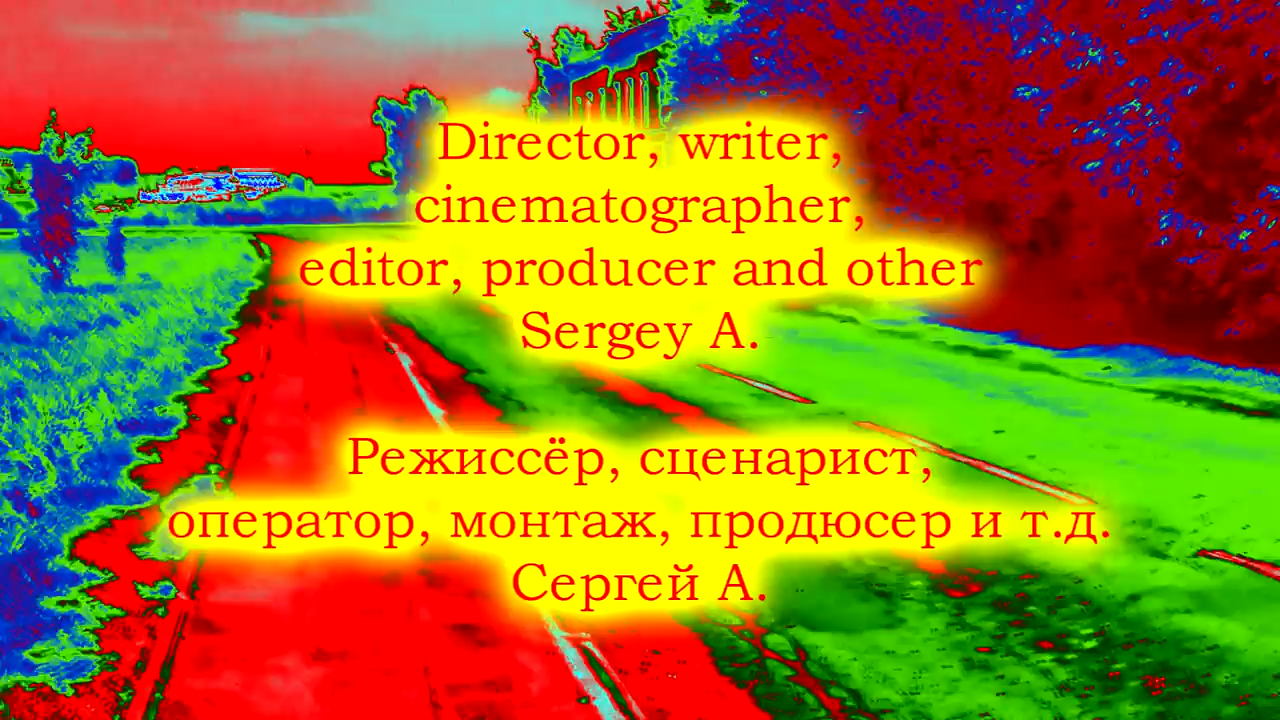 Director, writer,
cinematographer,
editor, producer and other
Sergey A.
Режиссёр, сценарист,
оператор, монтаж, продюсер и т.д.
Сергей А.